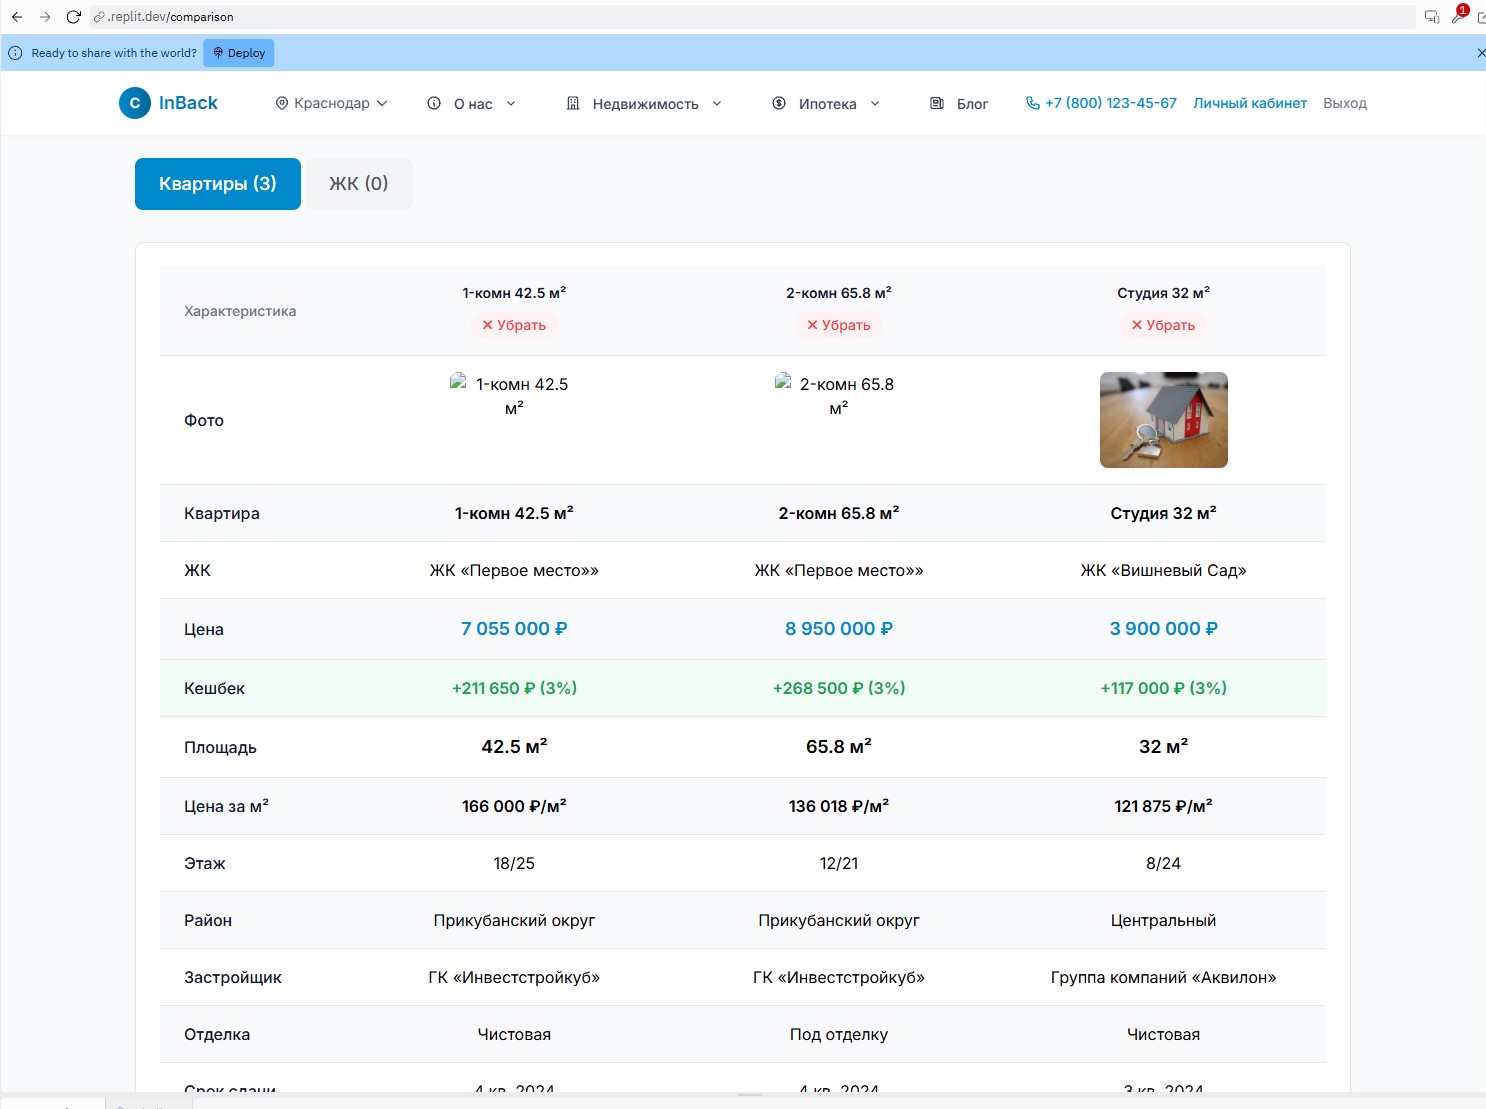 .replit.dev/comparison
1
Ready to share with the world? Deploy
C InBack Краснодар О нас Недвижимость Ипотека Блог +7 (800) 123-45-67 Личный кабинет Выход
Квартиры (3) ЖК (0)
Характеристика 1-комн 42.5 м² 2-комн 65.8 м² Студия 32 м²
Убрать Убрать Убрать
Фото 1-комн 42.5 м² 2-комн 65.8 м²
Квартира 1-комн 42.5 м² 2-комн 65.8 м² Студия 32 м²
ЖК ЖК «Первое место»» ЖК «Первое место»» ЖК «Вишневый Сад»
Цена 7 055 000 ₽ 8 950 000 ₽ 3 900 000 ₽
Кешбек +211 650 ₽ (3%) +268 500 ₽ (3%) +117 000 ₽ (3%)
Площадь 42.5 м² 65.8 м² 32 м²
Цена за м² 166 000 ₽/м² 136 018 ₽/м² 121 875 ₽/м²
Этаж 18/25 12/21 8/24
Район Прикубанский округ Прикубанский округ Центральный
Застройщик ГК «Инвестстройкуб» ГК «Инвестстройкуб» Группа компаний «Аквилон»
Отделка Чистовая Под отделку Чистовая
Срок сдачи 4 кв. 2024 4 кв. 2024 3 кв. 2024